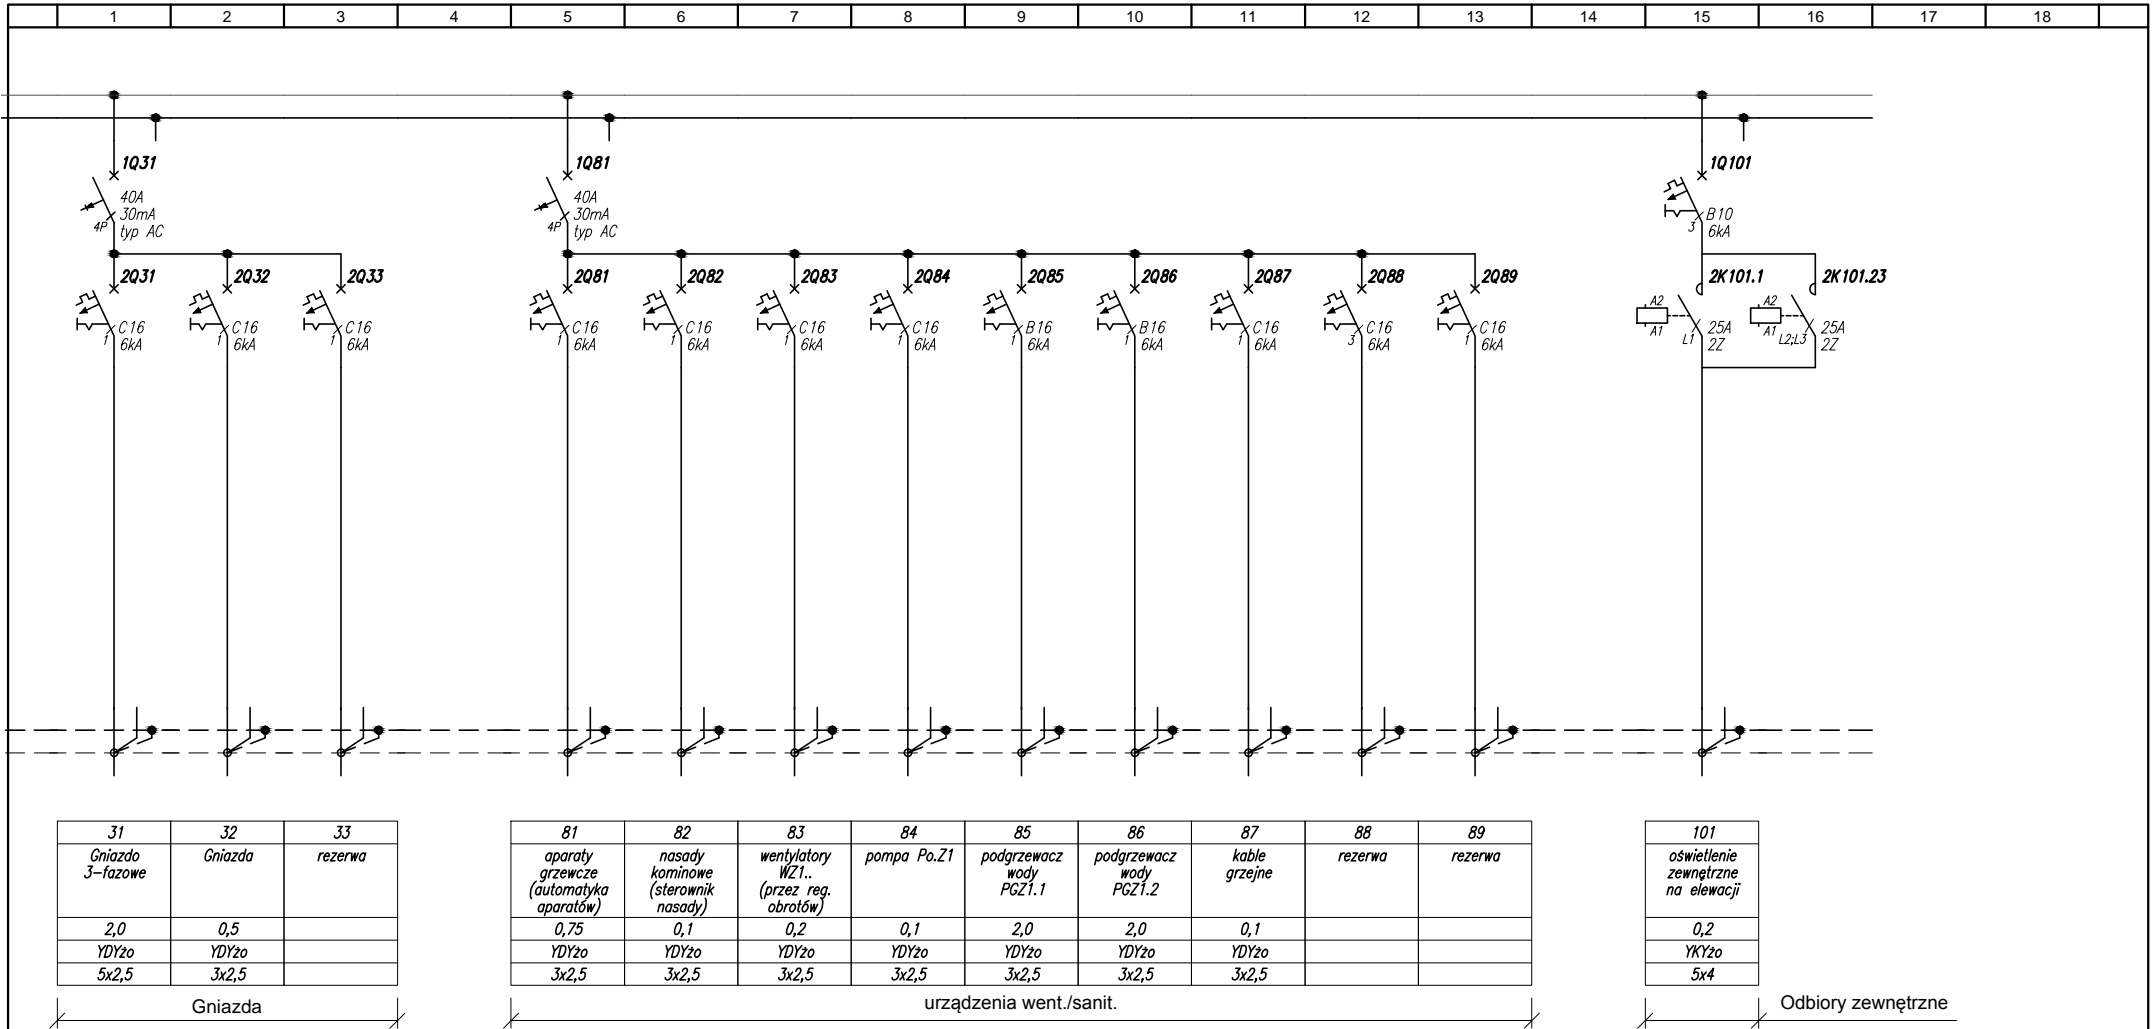 1 2 3 4 5 6 7 8 9 10 11 12 13 14 15 16 17 18
1Q31 1Q81 1Q101
40A 40A
30mA 30mA B10
4P typ AC 4P typ AC 3 6kA
2Q31 2Q32 2Q33 2Q81 2Q82 2Q83 2Q84 2Q85 2Q86 2Q87 2Q88 2Q89 2K101.1 2K101.23
A2 A2
C16 C16 C16 C16 C16 C16 C16 B16 B16 C16 C16 C16 A1 25A A1 25A
1 6kA 1 6kA 1 6kA 1 6kA 1 6kA 1 6kA 1 6kA 1 6kA 1 6kA 1 6kA 3 6kA 1 6kA L1 2Z L2;L3 2Z
31 32 33 81 82 83 84 85 86 87 88 89 101
Gniazdo Gniazda rezerwa aparaty nasady wentylatory pompa Po.Z1 podgrzewacz podgrzewacz kable rezerwa rezerwa oświetlenie
3-fazowe grzewcze kominowe WZ1.. wody wody grzejne zewnętrzne
(automatyka (sterownik (przez reg. PGZ1.1 PGZ1.2 na elewacji
aparatów) nasady) obrotów)
2,0 0,5 0,75 0,1 0,2 0,1 2,0 2,0 0,1 0,2
YDYżo YDYżo YDYżo YDYżo YDYżo YDYżo YDYżo YDYżo YDYżo YKYżo
5x2,5 3x2,5 3x2,5 3x2,5 3x2,5 3x2,5 3x2,5 3x2,5 3x2,5 5x4
Gniazda urządzenia went./sanit. Odbiory zewnętrzne